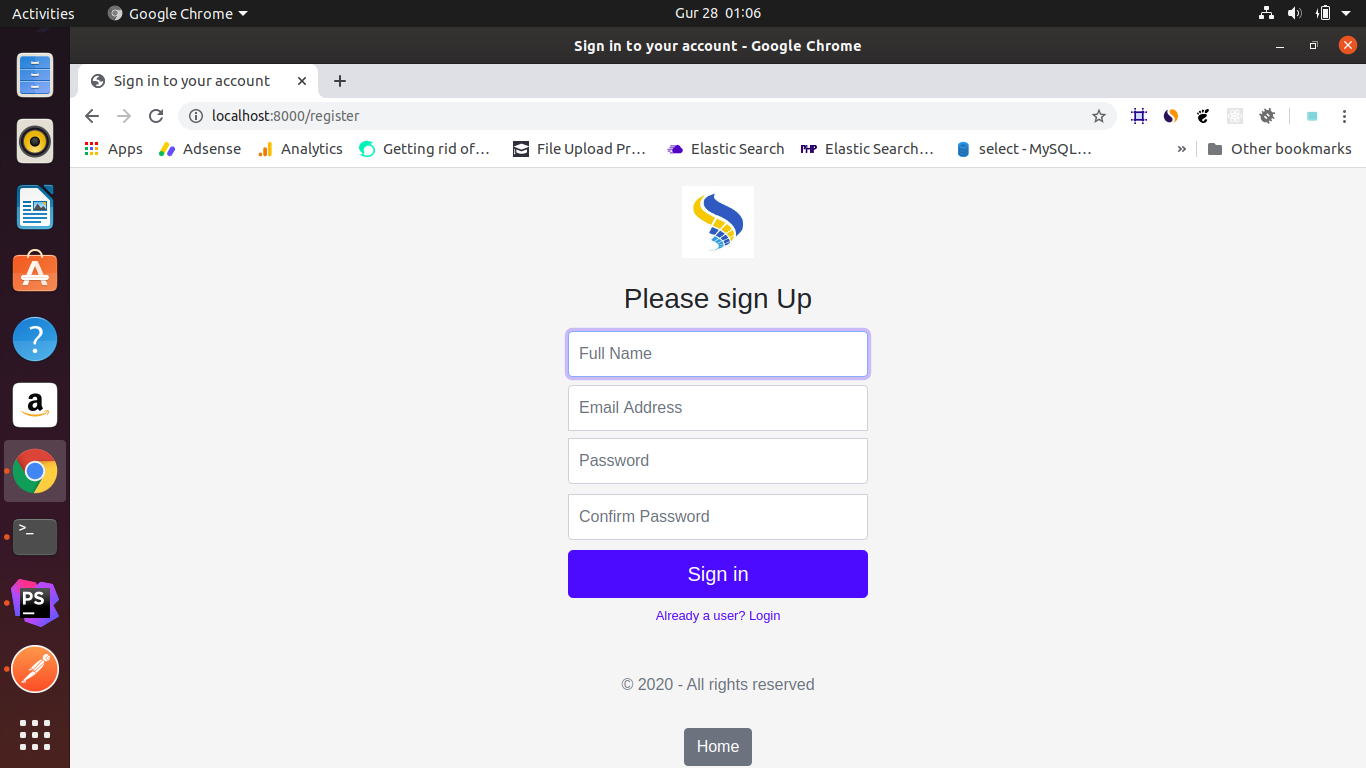 Activities
Google Chrome
Gur 28 01:06
Sign in to your account - Google Chrome
Sign in to your account
localhost:8000/register
Apps
Adsense
Analytics
Getting rid of…
File Upload Pr…
Elastic Search
PHP
Elastic Search…
select - MySQL…
»
Other bookmarks
Please sign Up
Full Name
Email Address
Password
Confirm Password
Sign in
Already a user? Login
© 2020 - All rights reserved
Home
?
a
>_
PS